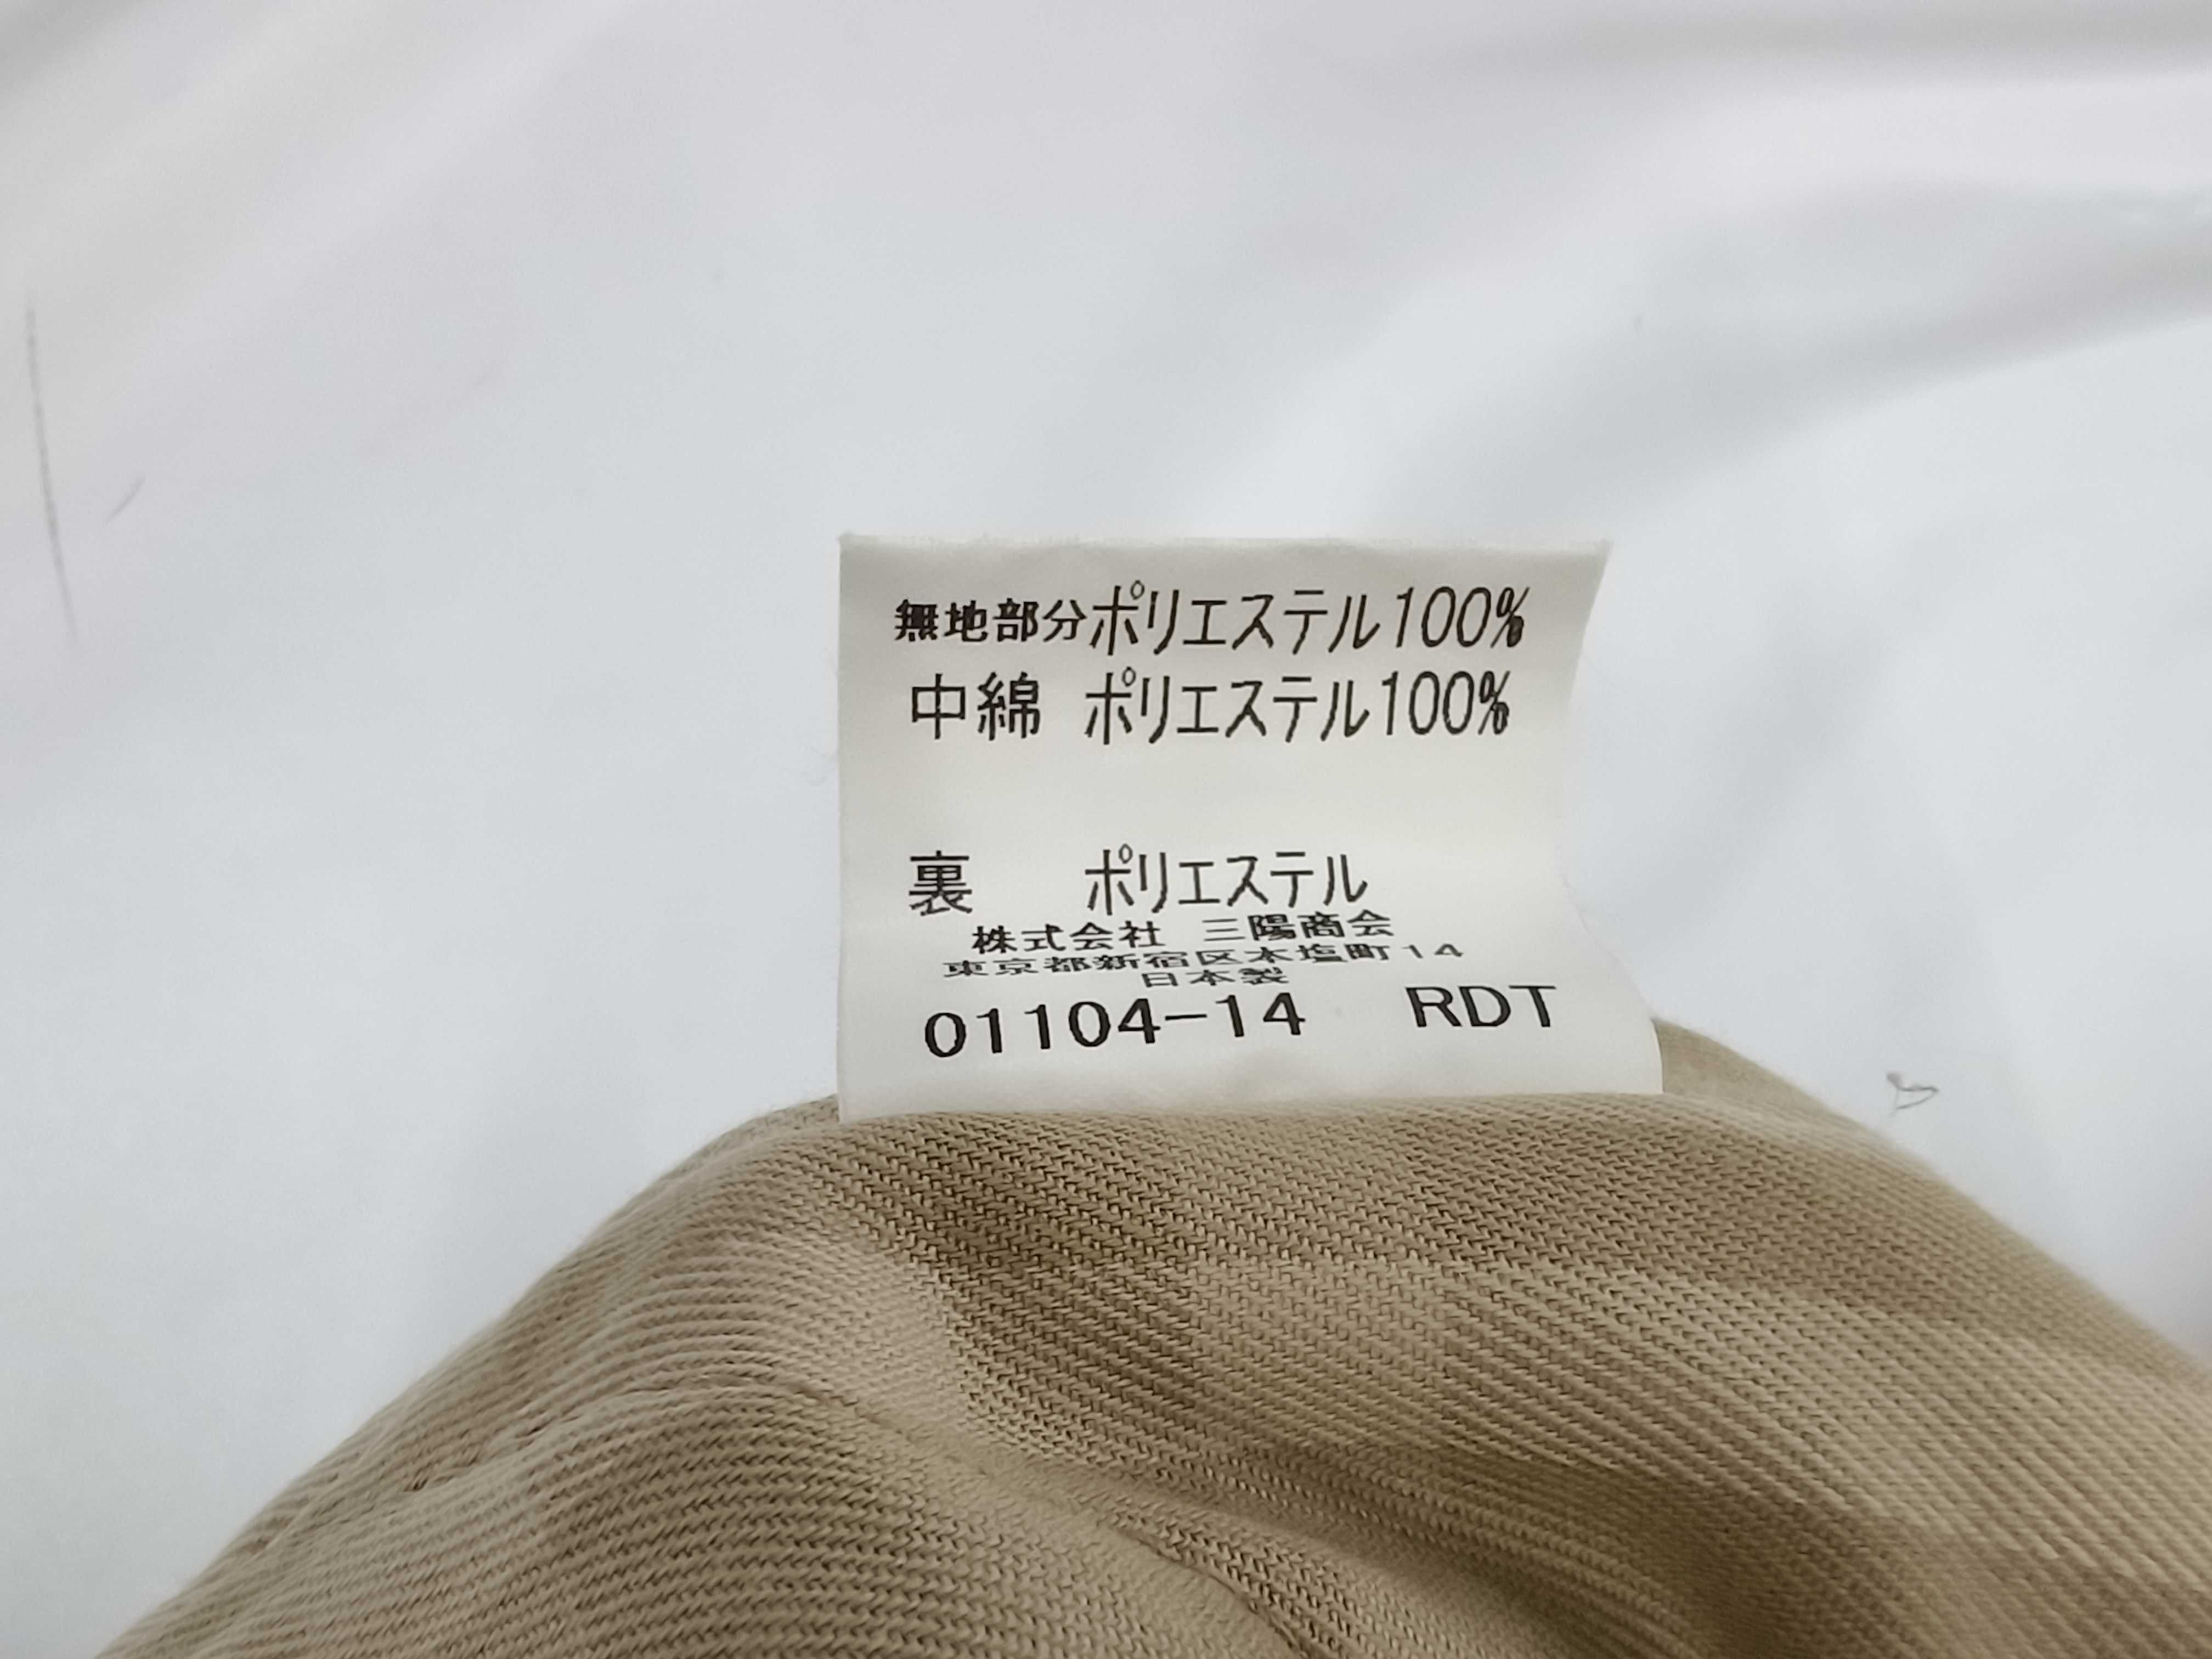 無地部分ポリエステル100%
中綿 ポリエステル100%
裏 ポリエステル
株式会社 三陽商会
東京都新宿区本塩町14
日本製
01104-14 RDT